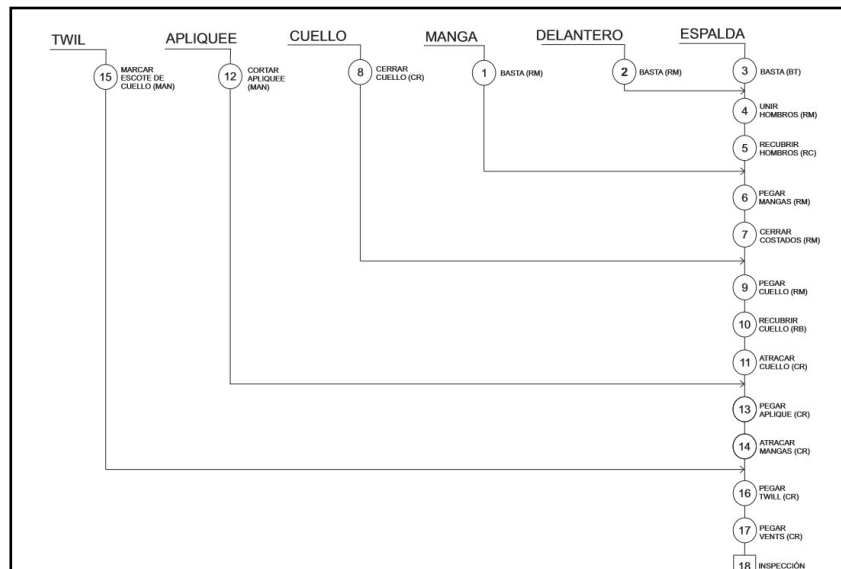 TWIL
APLIQUEE
CUELLO
MANGA
DELANTERO
ESPALDA
15
MARCAR
ESCOTE DE
CUELLO (MAN)
12
CORTAR
APLIQUEE
(MAN)
8
CERRAR
CUELLO (CR)
1
BASTA (RM)
2
BASTA (RM)
3
BASTA (BT)
4
UNIR
HOMBROS (RM)
5
RECUBRIR
HOMBROS (RC)
6
PEGAR
MANGAS (RM)
7
CERRAR
COSTADOS (RM)
9
PEGAR
CUELLO (RM)
10
RECUBRIR
CUELLO (RB)
11
ATRACAR
CUELLO (CR)
13
PEGAR
APLIQUE (CR)
14
ATRACAR
MANGAS (CR)
16
PEGAR
TWILL (CR)
17
PEGAR
VENTS (CR)
18
INSPECCIÓN